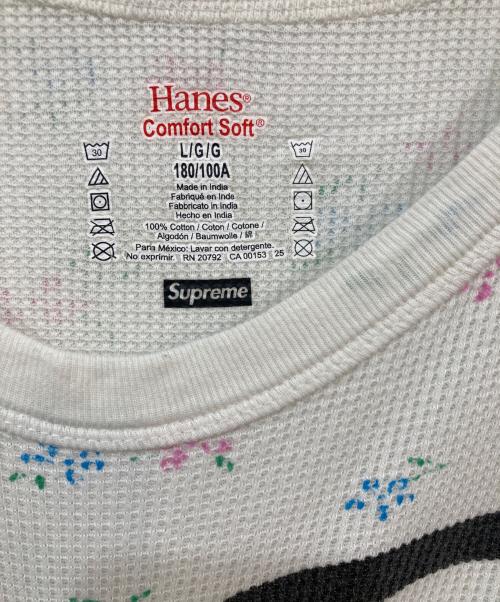 Hanes®
Comfort Soft®
30 L/G/G 30
180/100A
Made in India
Fabriqué en Inde
Fabbricato in India
Hecho en India
100% Cotton / Coton / Cotone /
Algodón / Baumwolle / 綿
Para México: Lavar con detergente.
No exprimir. RN 20792 CA 00153 25
Supreme